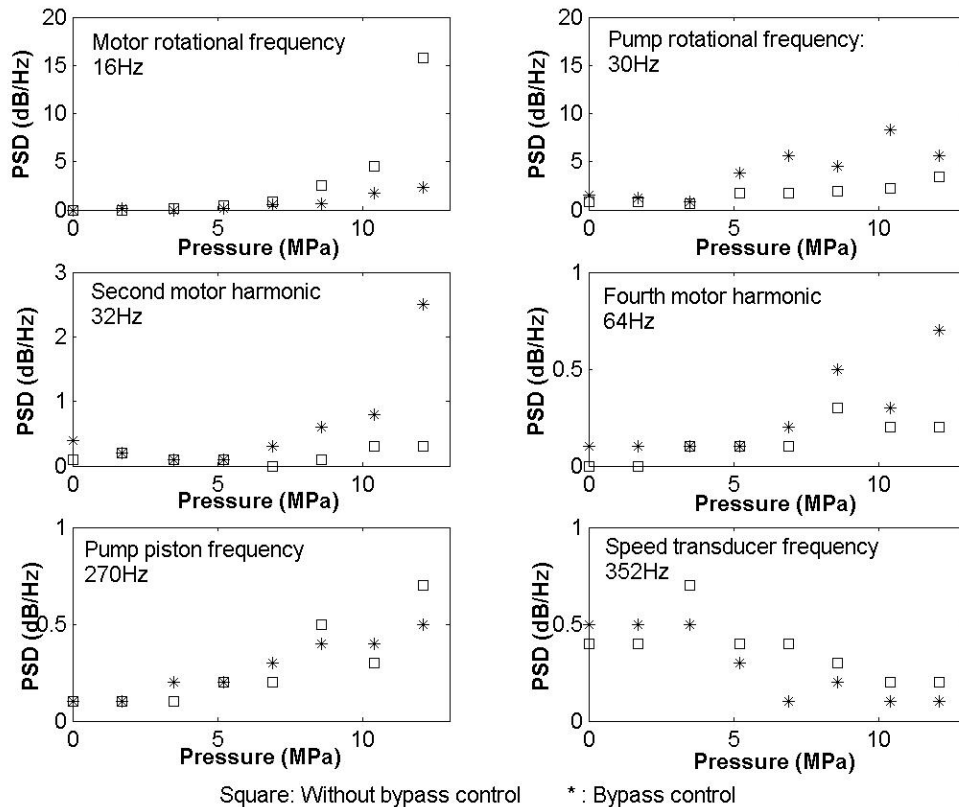 20
15
10
5
0
PSD (dB/Hz)
Motor rotational frequency
16Hz
0
5
10
Pressure (MPa)
20
15
10
5
0
PSD (dB/Hz)
Pump rotational frequency:
30Hz
0
5
10
Pressure (MPa)
3
2
1
0
PSD (dB/Hz)
Second motor harmonic
32Hz
0
5
10
Pressure (MPa)
1
0.5
0
PSD (dB/Hz)
Fourth motor harmonic
64Hz
0
5
10
Pressure (MPa)
1
0.5
0
PSD (dB/Hz)
Pump piston frequency
270Hz
0
5
10
Pressure (MPa)
1
0.5
0
PSD (dB/Hz)
Speed transducer frequency
352Hz
0
5
10
Pressure (MPa)
Square: Without bypass control * : Bypass control